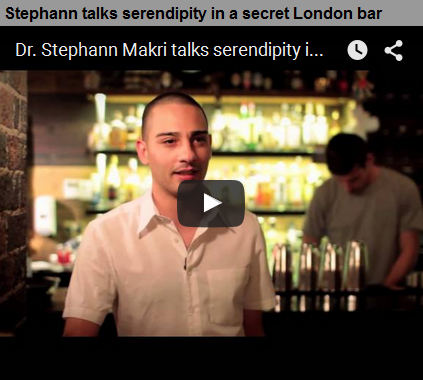 Stephann talks serendipity in a secret London bar
Dr. Stephann Makri talks serendipity i...